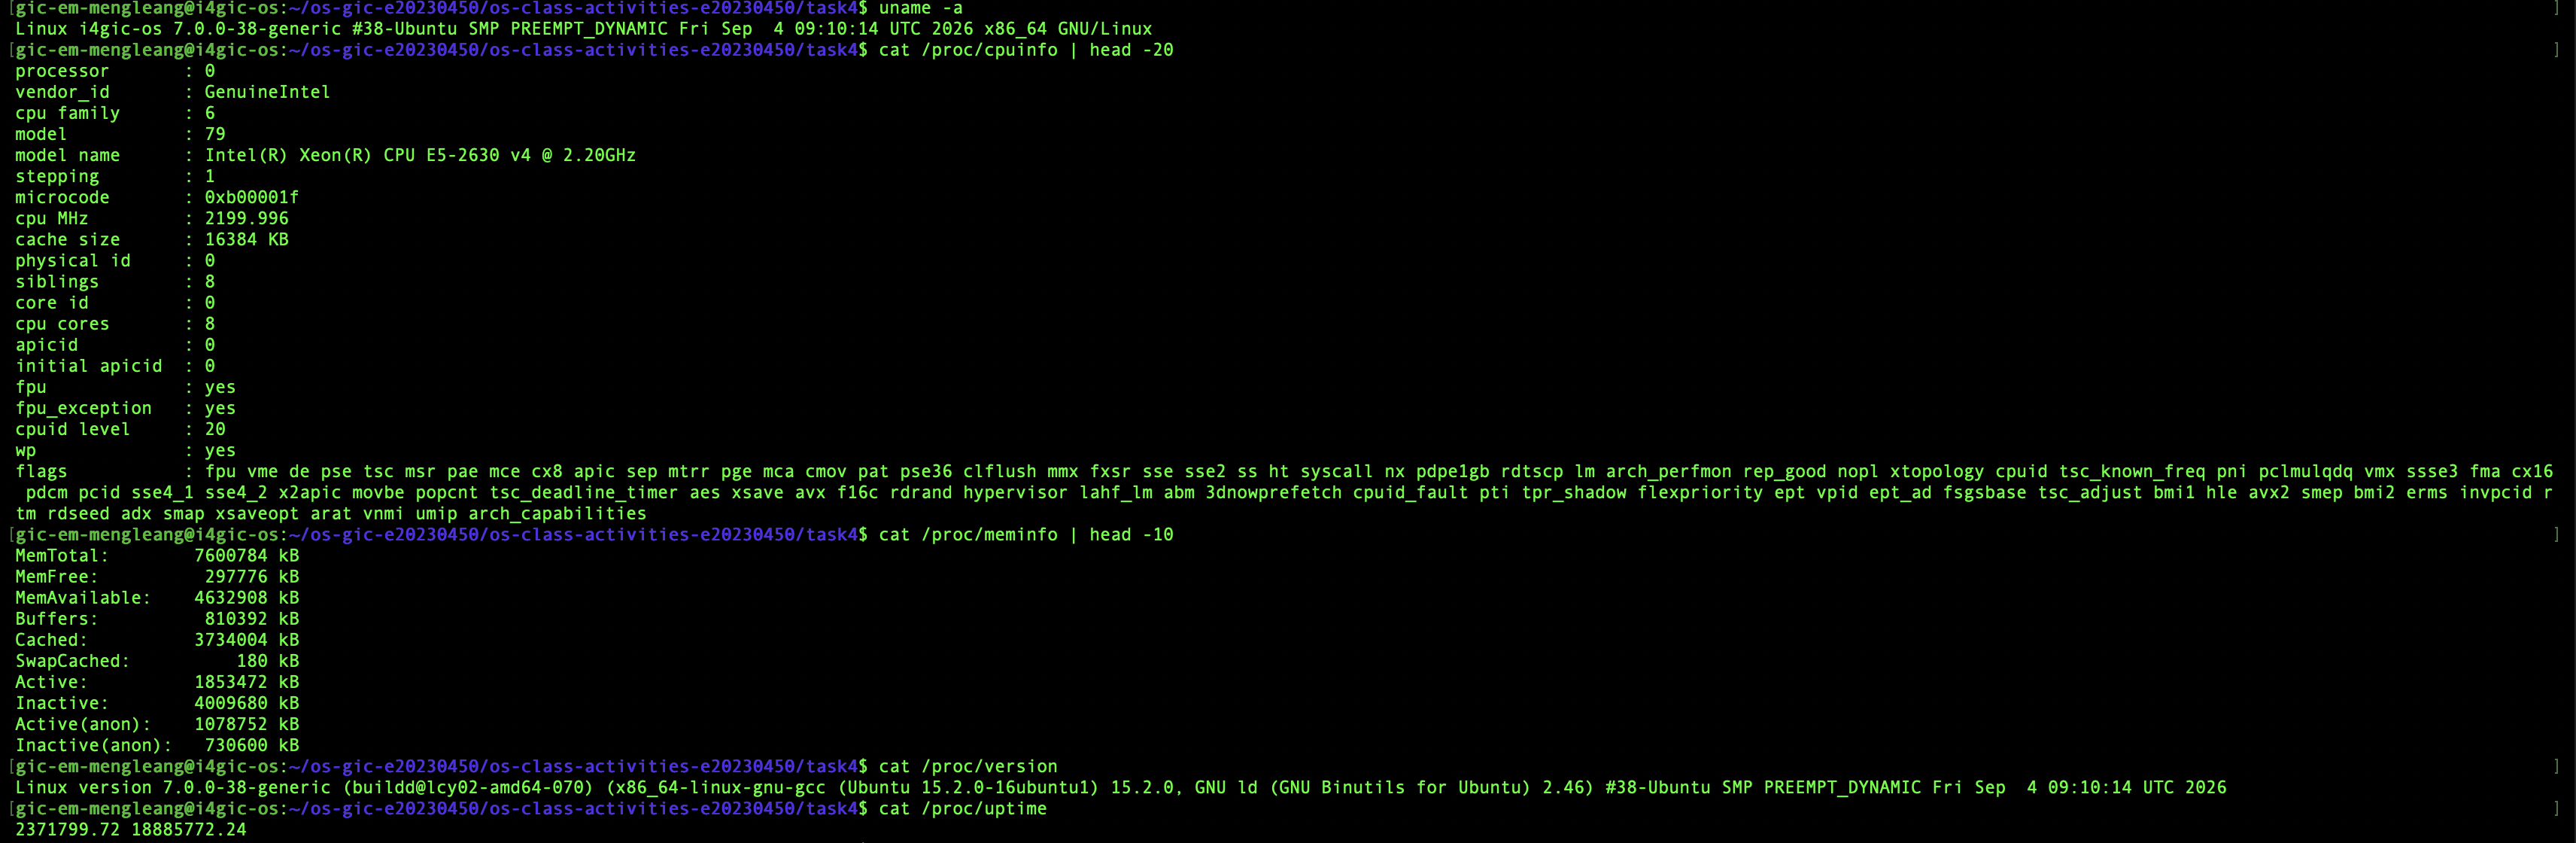 [gic-em-mengleang@i4gic-os:~/os-gic-e20230450/os-class-activities-e20230450/task4$ uname -a ]
Linux i4gic-os 7.0.0-38-generic #38-Ubuntu SMP PREEMPT_DYNAMIC Fri Sep  4 09:10:14 UTC 2026 x86_64 GNU/Linux
[gic-em-mengleang@i4gic-os:~/os-gic-e20230450/os-class-activities-e20230450/task4$ cat /proc/cpuinfo | head -20 ]
processor : 0
vendor_id : GenuineIntel
cpu family : 6
model : 79
model name : Intel(R) Xeon(R) CPU E5-2630 v4 @ 2.20GHz
stepping : 1
microcode : 0xb00001f
cpu MHz : 2199.996
cache size : 16384 KB
physical id : 0
siblings : 8
core id : 0
cpu cores : 8
apicid : 0
initial apicid : 0
fpu : yes
fpu_exception : yes
cpuid level : 20
wp : yes
flags : fpu vme de pse tsc msr pae mce cx8 apic sep mtrr pge mca cmov pat pse36 clflush mmx fxsr sse sse2 ss ht syscall nx pdpe1gb rdtscp lm arch_perfmon rep_good nopl xtopology cpuid tsc_known_freq pni pclmulqdq vmx ssse3 fma cx16
pdcm pcid sse4_1 sse4_2 x2apic movbe popcnt tsc_deadline_timer aes xsave avx f16c rdrand hypervisor lahf_lm abm 3dnowprefetch cpuid_fault pti tpr_shadow flexpriority ept vpid ept_ad fsgsbase tsc_adjust bmi1 hle avx2 smep bmi2 erms invpcid r
tm rdseed adx smap xsaveopt arat vnmi umip arch_capabilities
[gic-em-mengleang@i4gic-os:~/os-gic-e20230450/os-class-activities-e20230450/task4$ cat /proc/meminfo | head -10 ]
MemTotal: 7600784 kB
MemFree: 297776 kB
MemAvailable: 4632908 kB
Buffers: 810392 kB
Cached: 3734004 kB
SwapCached: 180 kB
Active: 1853472 kB
Inactive: 4009680 kB
Active(anon): 1078752 kB
Inactive(anon): 730600 kB
[gic-em-mengleang@i4gic-os:~/os-gic-e20230450/os-class-activities-e20230450/task4$ cat /proc/version ]
Linux version 7.0.0-38-generic (buildd@lcy02-amd64-070) (x86_64-linux-gnu-gcc (Ubuntu 15.2.0-16ubuntu1) 15.2.0, GNU ld (GNU Binutils for Ubuntu) 2.46) #38-Ubuntu SMP PREEMPT_DYNAMIC Fri Sep  4 09:10:14 UTC 2026
[gic-em-mengleang@i4gic-os:~/os-gic-e20230450/os-class-activities-e20230450/task4$ cat /proc/uptime ]
2371799.72 18885772.24